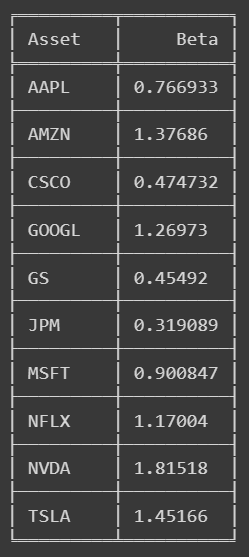 Asset Beta
AAPL 0.766933
AMZN 1.37686
CSCO 0.474732
GOOGL 1.26973
GS 0.45492
JPM 0.319089
MSFT 0.900847
NFLX 1.17004
NVDA 1.81518
TSLA 1.45166